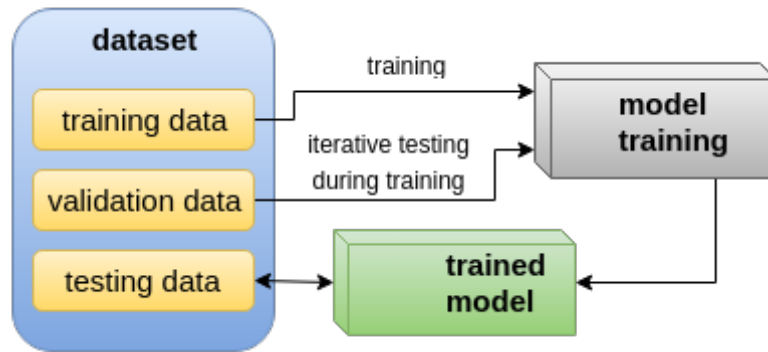 dataset
training data
validation data
testing data
training
iterative testing
during training
model
training
trained
model